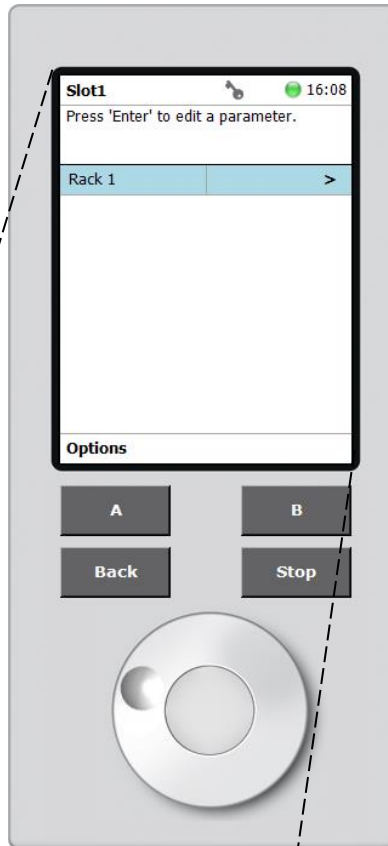 Slot1 16:08
Press 'Enter' to edit a parameter.
Rack 1 >
Options
A B
Back Stop